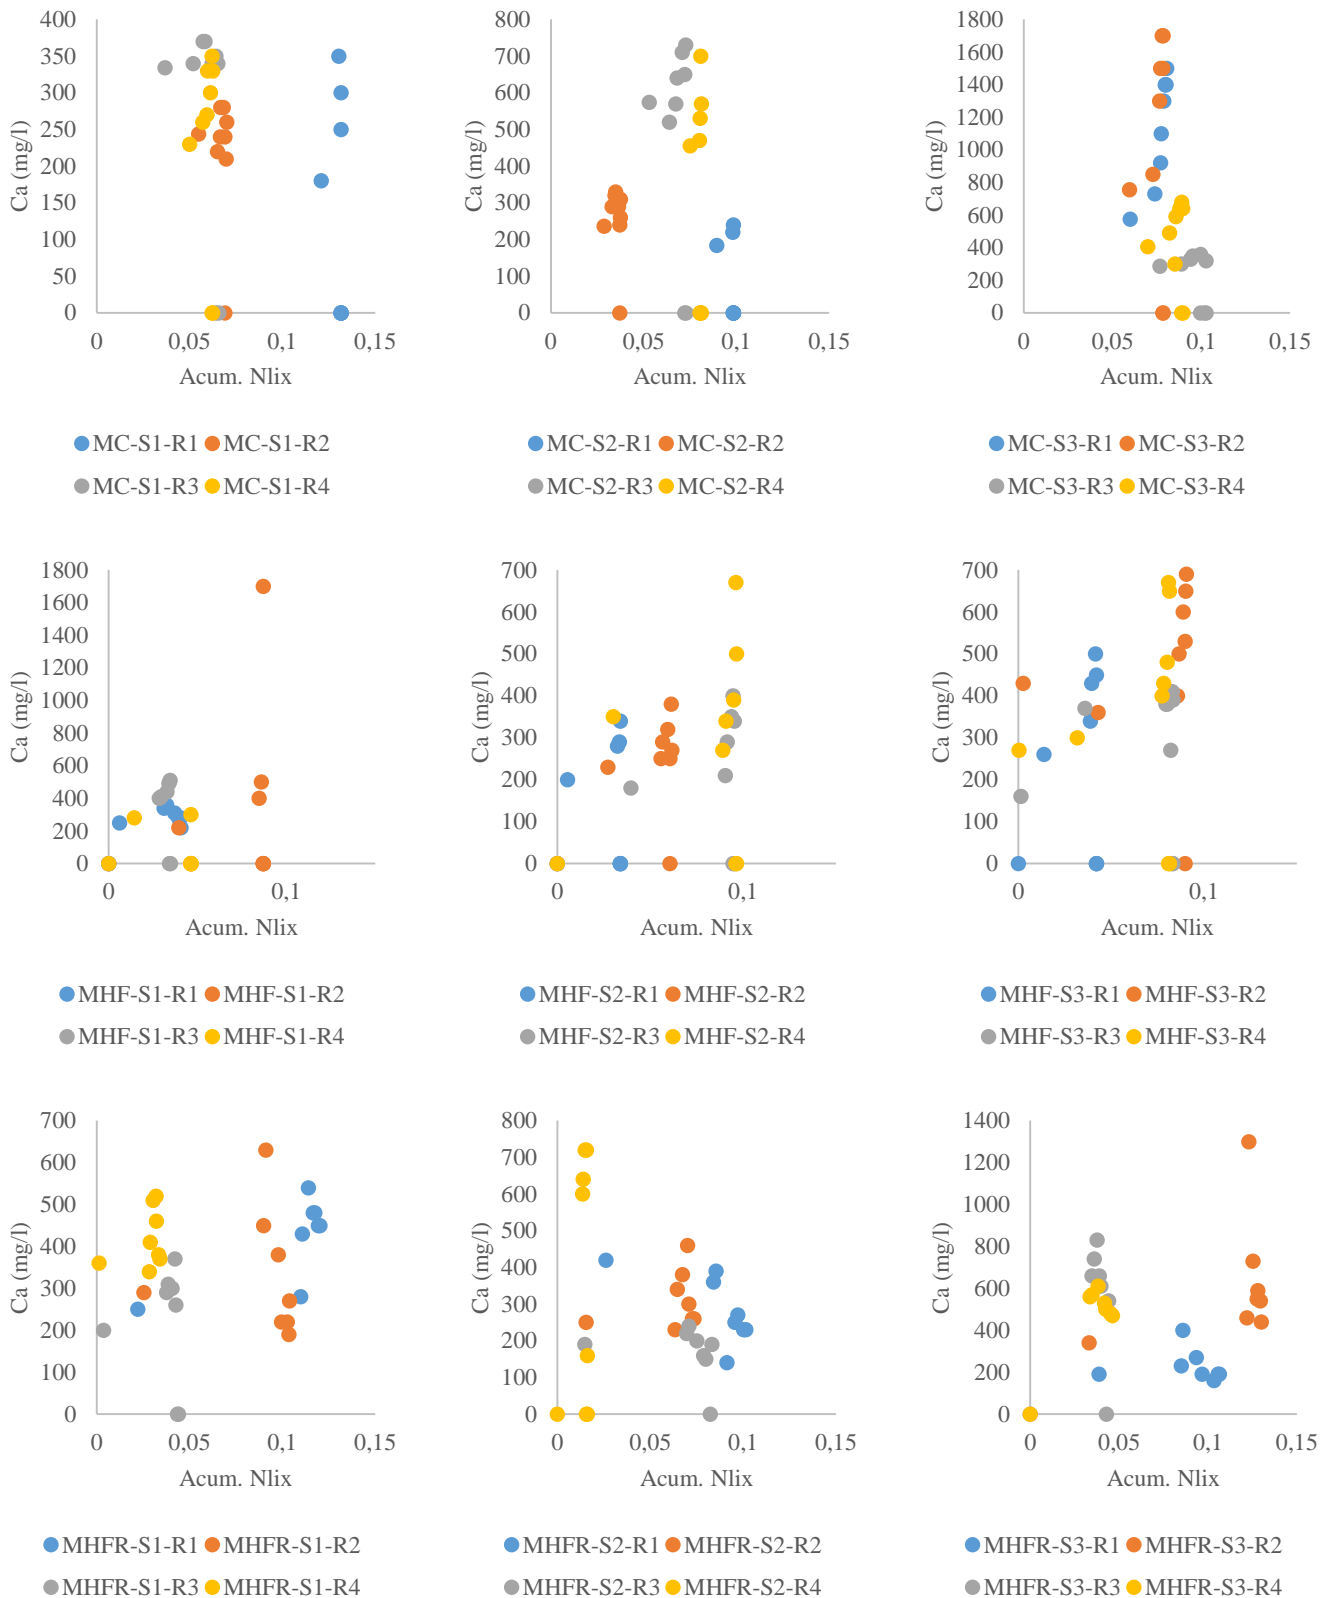 400
350
300
250
200
150
100
50
0
Ca (mg/l)
0 0,05 0,1 0,15
Acum. Nlix
MC-S1-R1 MC-S1-R2
MC-S1-R3 MC-S1-R4
800
700
600
500
400
300
200
100
0
Ca (mg/l)
0 0,05 0,1 0,15
Acum. Nlix
MC-S2-R1 MC-S2-R2
MC-S2-R3 MC-S2-R4
1800
1600
1400
1200
1000
800
600
400
200
0
Ca (mg/l)
0 0,05 0,1 0,15
Acum. Nlix
MC-S3-R1 MC-S3-R2
MC-S3-R3 MC-S3-R4
1800
1600
1400
1200
1000
800
600
400
200
0
Ca (mg/l)
0 0,1
Acum. Nlix
MHF-S1-R1 MHF-S1-R2
MHF-S1-R3 MHF-S1-R4
700
600
500
400
300
200
100
0
Ca (mg/l)
0 0,1
Acum. Nlix
MHF-S2-R1 MHF-S2-R2
MHF-S2-R3 MHF-S2-R4
700
600
500
400
300
200
100
0
Ca (mg/l)
0 0,1
Acum. Nlix
MHF-S3-R1 MHF-S3-R2
MHF-S3-R3 MHF-S3-R4
700
600
500
400
300
200
100
0
Ca (mg/l)
0 0,05 0,1 0,15
Acum. Nlix
MHFR-S1-R1 MHFR-S1-R2
MHFR-S1-R3 MHFR-S1-R4
800
700
600
500
400
300
200
100
0
Ca (mg/l)
0 0,05 0,1 0,15
Acum. Nlix
MHFR-S2-R1 MHFR-S2-R2
MHFR-S2-R3 MHFR-S2-R4
1400
1200
1000
800
600
400
200
0
Ca (mg/l)
0 0,05 0,1 0,15
Acum. Nlix
MHFR-S3-R1 MHFR-S3-R2
MHFR-S3-R3 MHFR-S3-R4